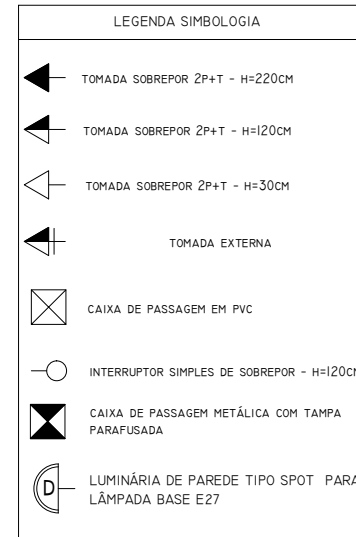 LEGENDA SIMBOLOGIA
TOMADA SOBREPOR 2P+T - H=220CM
TOMADA SOBREPOR 2P+T - H=120CM
TOMADA SOBREPOR 2P+T - H=30CM
TOMADA EXTERNA
CAIXA DE PASSAGEM EM PVC
INTERRUPTOR SIMPLES DE SOBREPOR - H=120CM
CAIXA DE PASSAGEM METÁLICA COM TAMPA
PARAFUSADA
D
LUMINÁRIA DE PAREDE TIPO SPOT PARA
LÂMPADA BASE E27